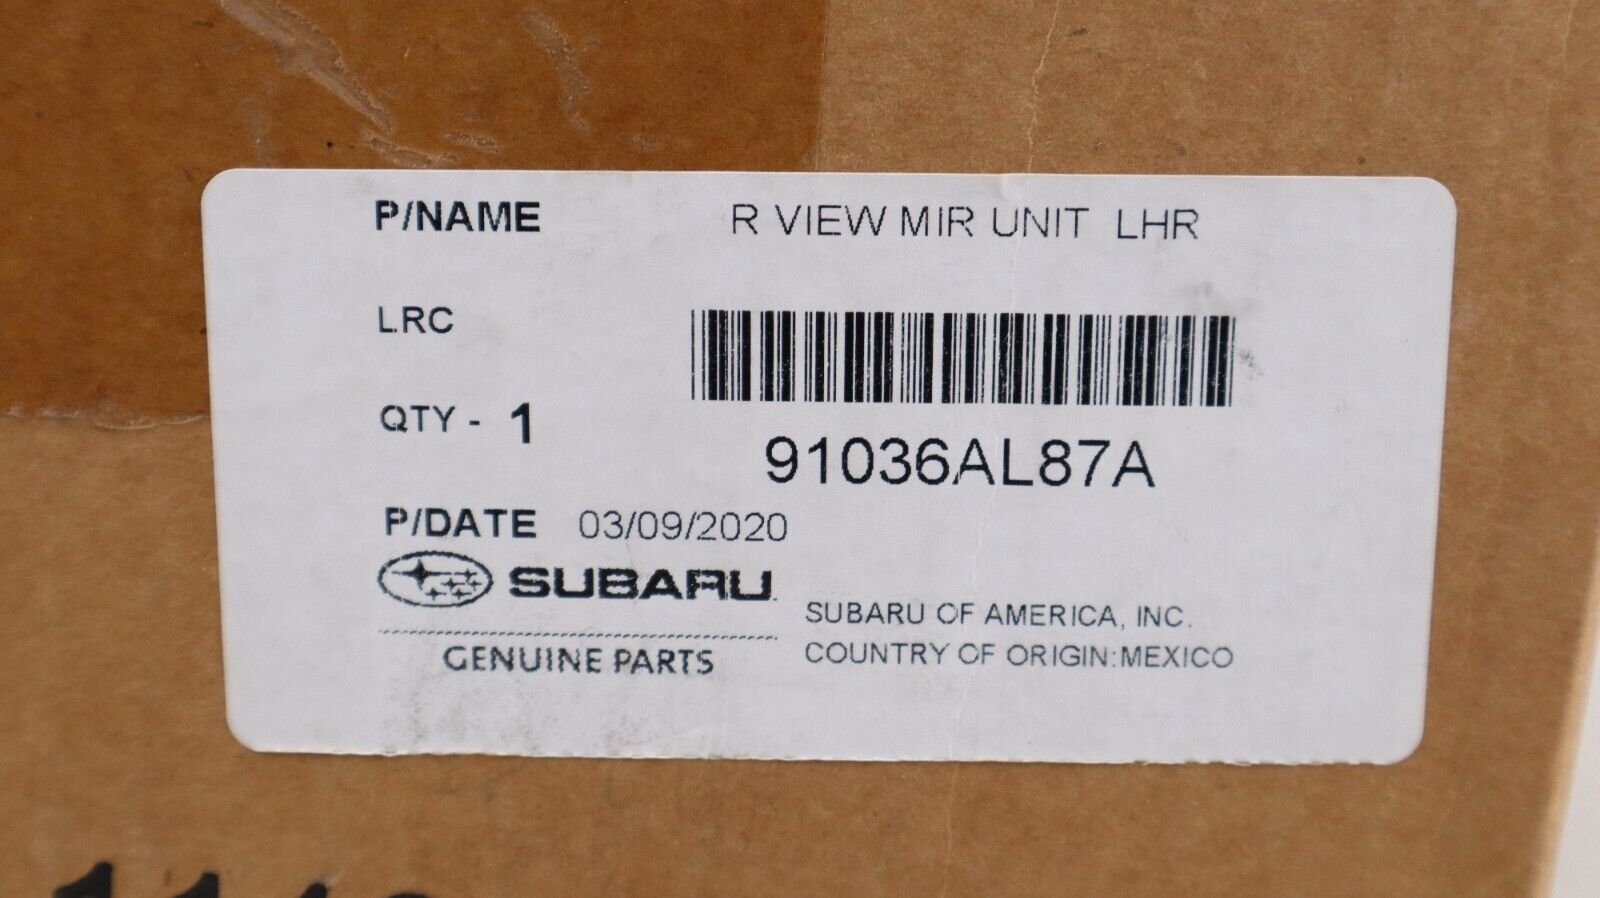 P/NAME R VIEW MIR UNIT LHR
LRC
QTY - 1
91036AL87A
P/DATE 03/09/2020
SUBARU
GENUINE PARTS
SUBARU OF AMERICA, INC.
COUNTRY OF ORIGIN:MEXICO